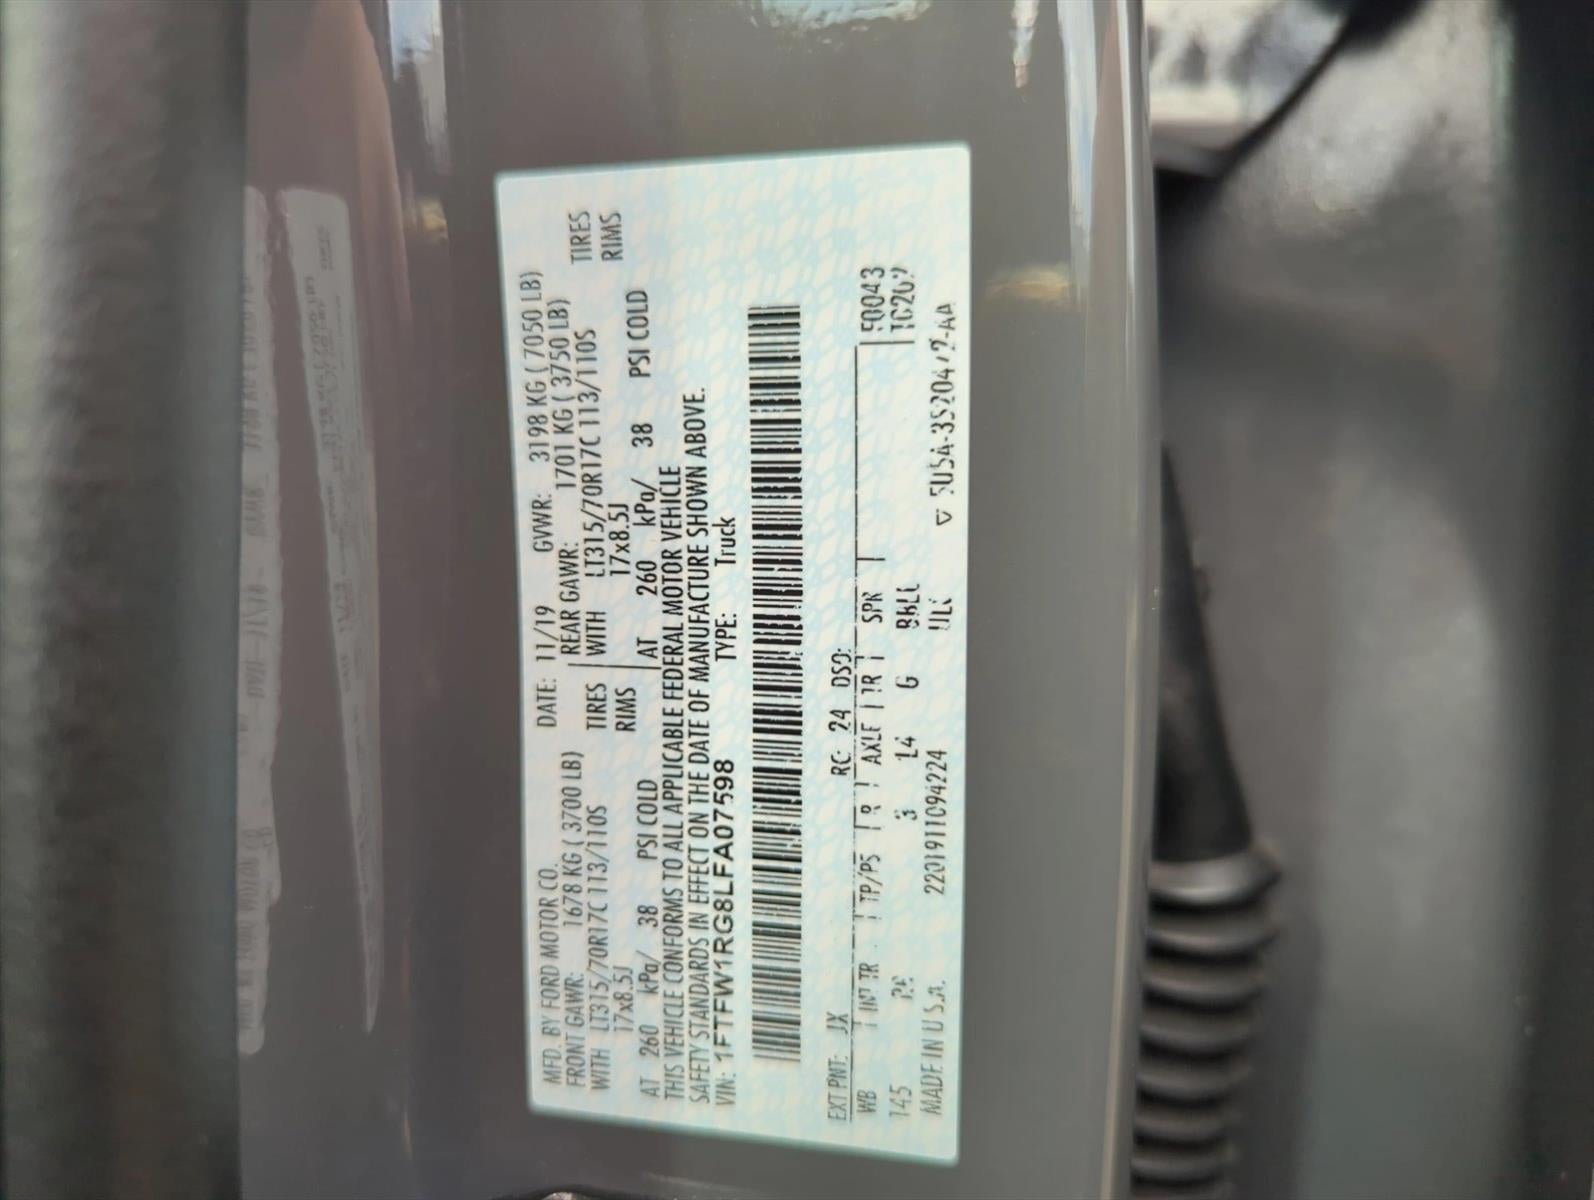 MFD. BY FORD MOTOR CO. DATE: 11/19 GVWR: 3198 KG ( 7050 LB)
FRONT GAWR: 1678 KG ( 3700 LB) REAR GAWR: 1701 KG ( 3750 LB)
WITH LT315/70R17C 113/110S TIRES WITH LT315/70R17C 113/110S TIRES
17x8.5J RIMS 17x8.5J RIMS
AT 260 kPa/ 38 PSI COLD AT 260 kPa/ 38 PSI COLD
THIS VEHICLE CONFORMS TO ALL APPLICABLE FEDERAL MOTOR VEHICLE
SAFETY STANDARDS IN EFFECT ON THE DATE OF MANUFACTURE SHOWN ABOVE.
VIN: 1FTFW1RG8LFA07598 TYPE: Truck
EXT PNT: JX RC: 24 DSO: F0043
WB INT TR TP/PS R AXLE TR SPR
145 3 L4 G
MADE IN U.S.A. 2201911094224